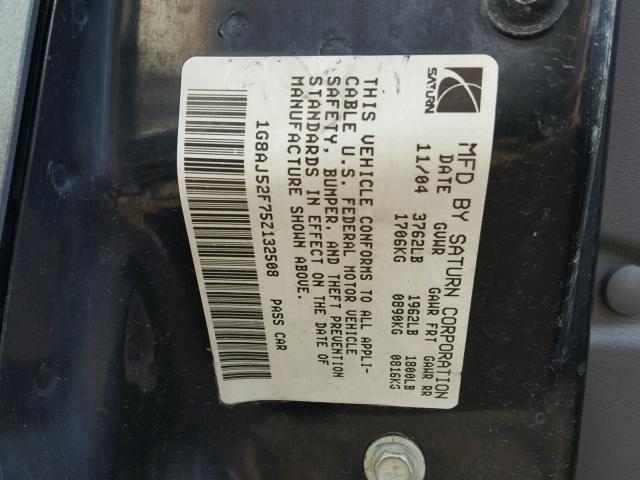 SATURN
MFD BY SATURN CORPORATION
DATE GVWR GAWR FRT GAWR RR
11/04 3762LB 1962LB 1800LB
1706KG 0890KG 0816KG
THIS VEHICLE CONFORMS TO ALL APPLI-
CABLE U.S. FEDERAL MOTOR VEHICLE
SAFETY, BUMPER, AND THEFT PREVENTION
STANDARDS IN EFFECT ON THE DATE OF
MANUFACTURE SHOWN ABOVE.
1G8AJ52F75Z132508 PASS CAR